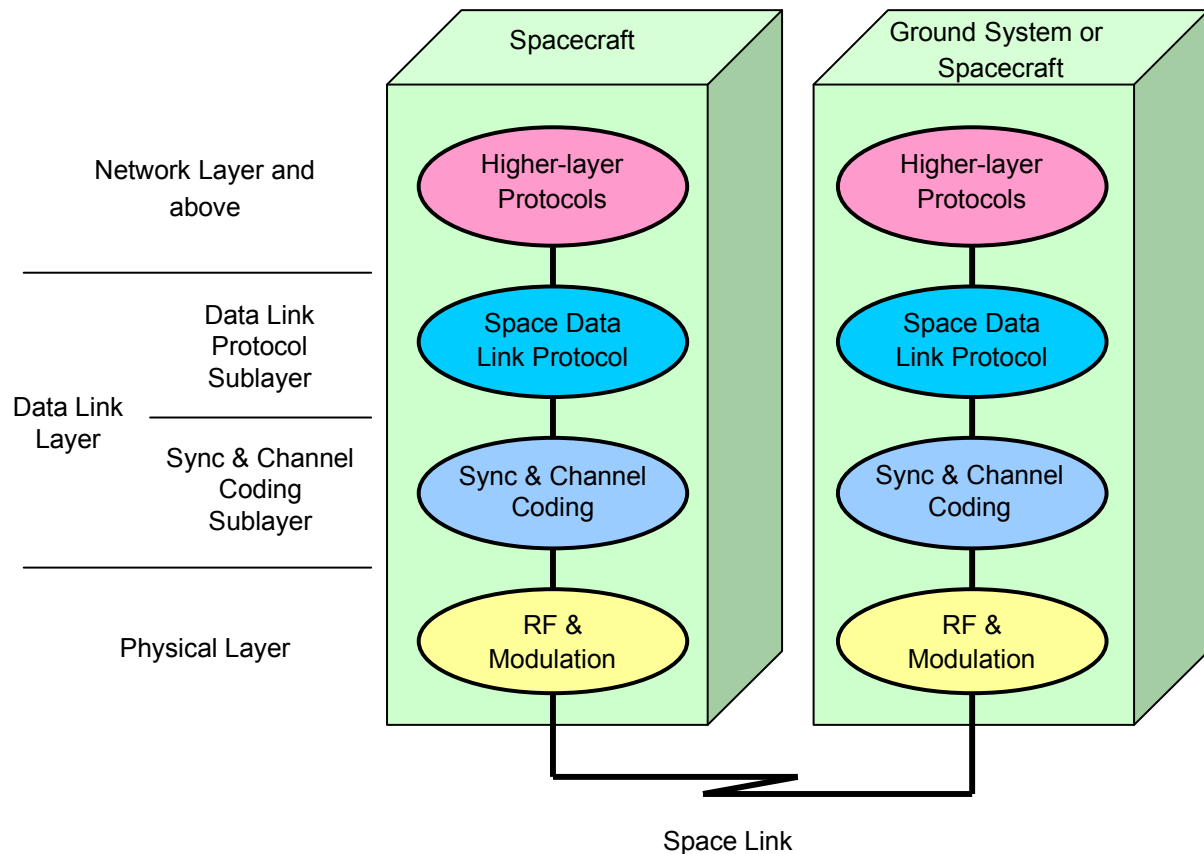 Spacecraft
Ground System or
Spacecraft
Network Layer and
above
Higher-layer
Protocols
Higher-layer
Protocols
Data Link
Layer
Data Link
Protocol
Sublayer
Space Data
Link Protocol
Space Data
Link Protocol
Sync & Channel
Coding
Sublayer
Sync & Channel
Coding
Sync & Channel
Coding
Physical Layer
RF &
Modulation
RF &
Modulation
Space Link